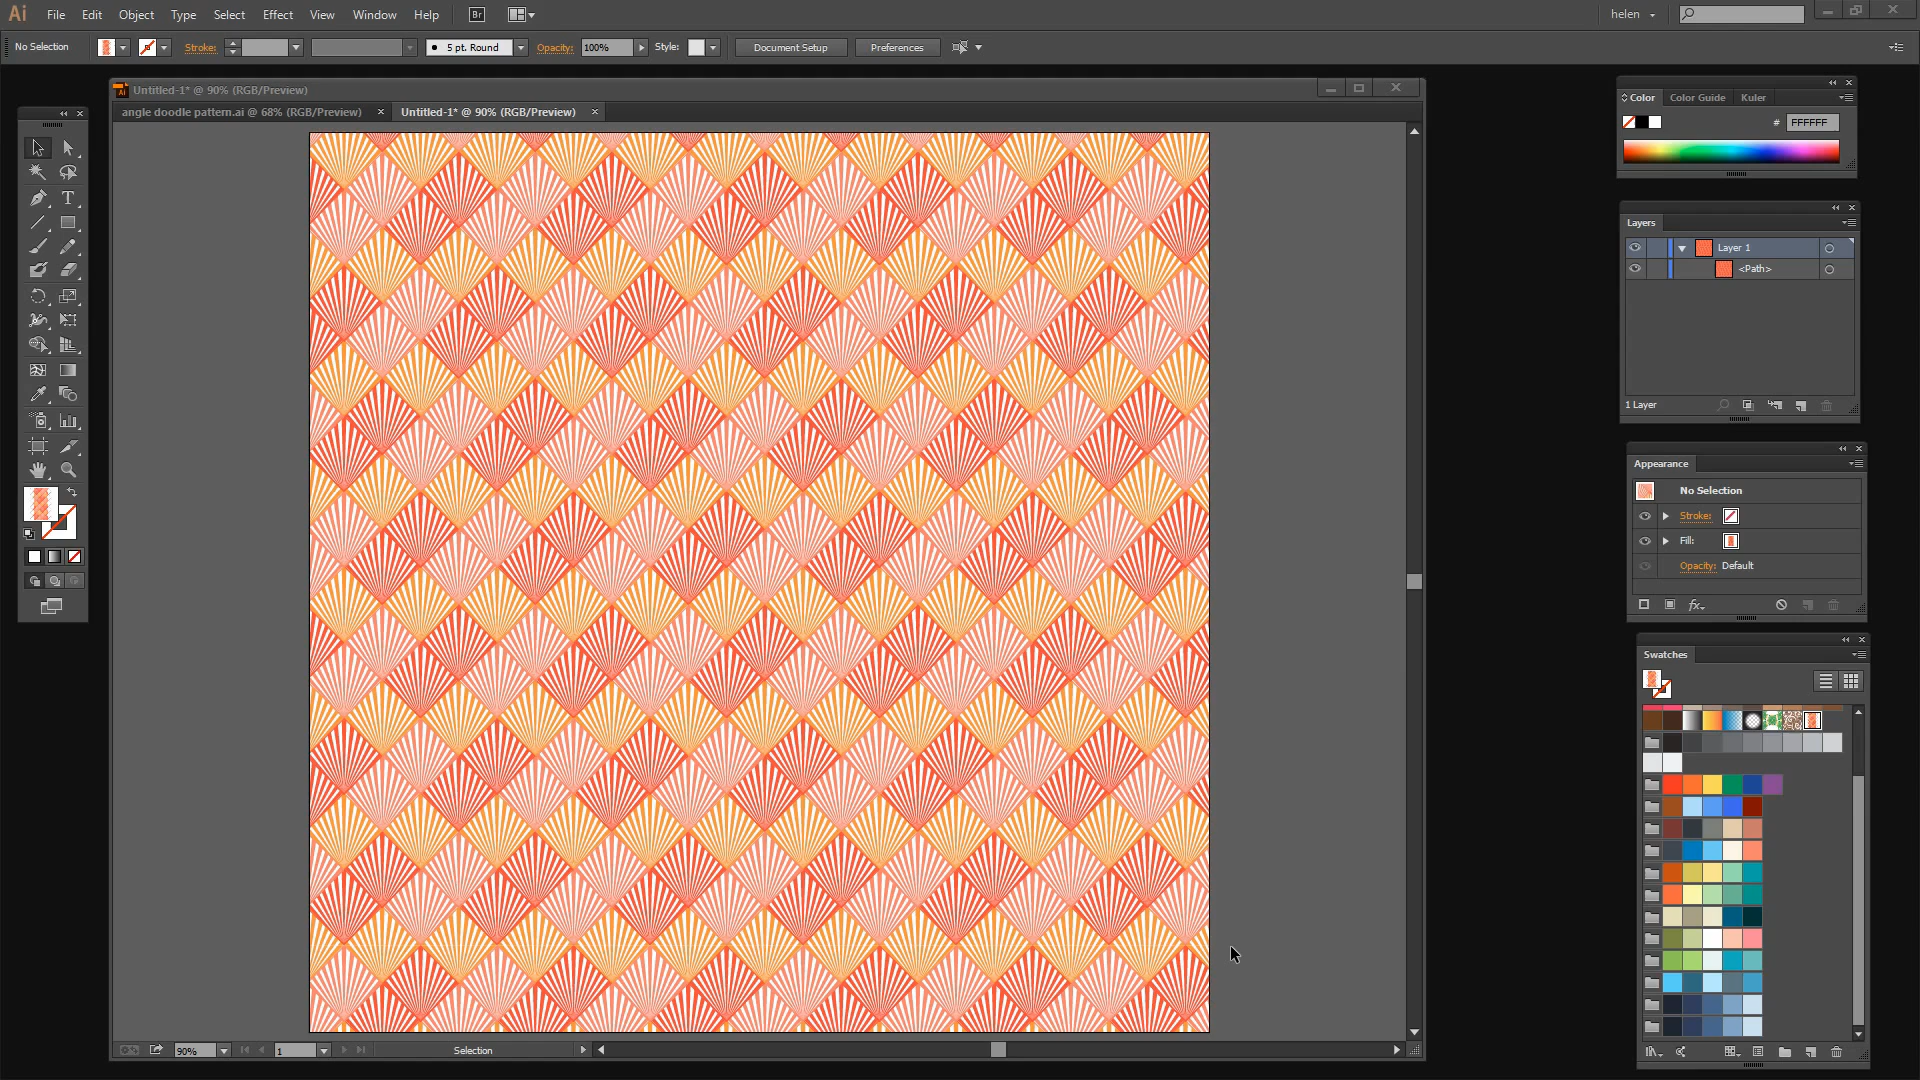 Ai File Edit Object Type Select Effect View Window Help Br helen
No Selection Stroke: 5 pt. Round Opacity: 100% Style: Document Setup Preferences
Untitled-1* @ 90% (RGB/Preview)
angle doodle pattern.ai @ 68% (RGB/Preview) × Untitled-1* @ 90% (RGB/Preview) ×
Color Color Guide Kuler
# FFFFFF
Layers
Layer 1
<Path>
1 Layer
Appearance
No Selection
Stroke:
Fill:
Opacity: Default
fx
Swatches
90% 1 Selection